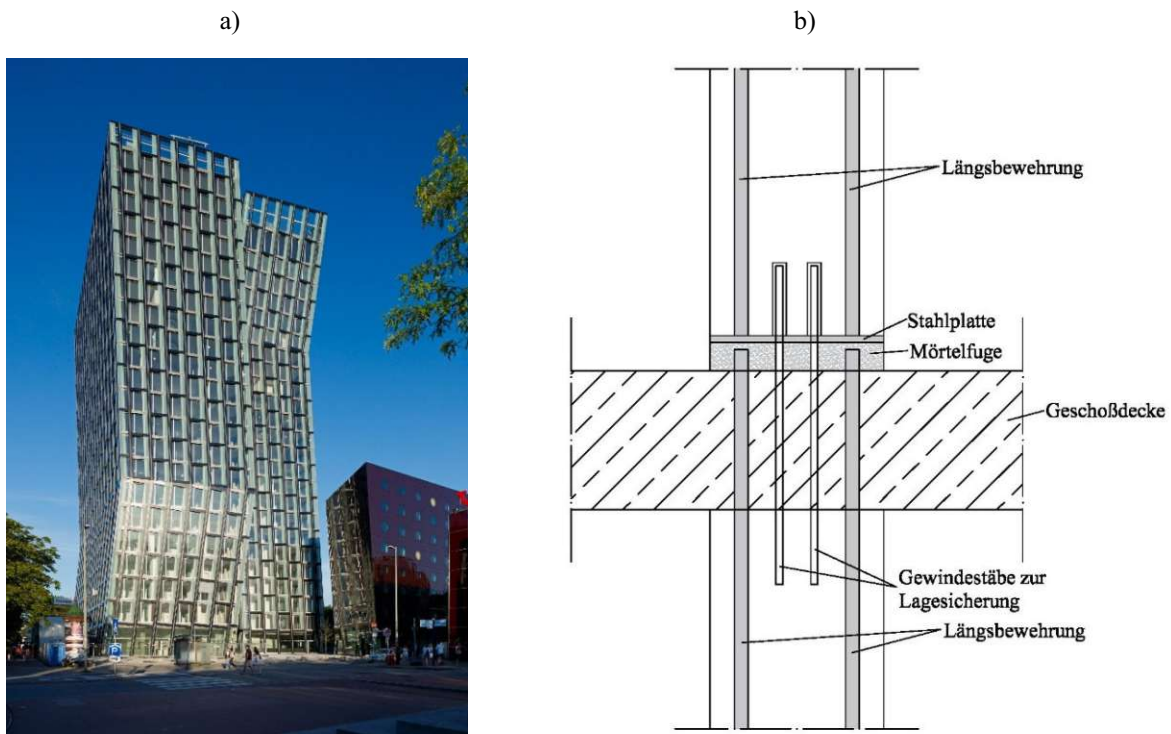 a)
b)
Längsbewehrung
Stahlplatte
Mörtelfuge
Geschoßdecke
Gewindestäbe zur
Lagesicherung
Längsbewehrung